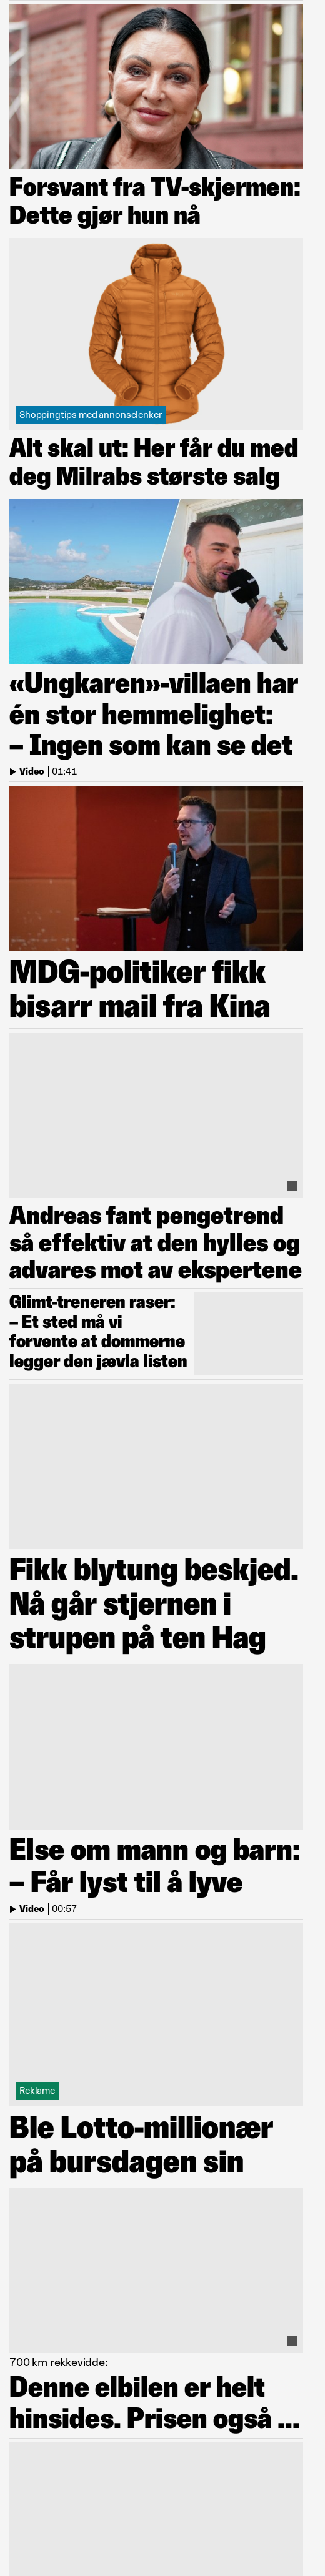 Forsvant fra TV-skjermen:
Dette gjør hun nå
Shoppingtips med annonselenker
Alt skal ut: Her får du med
deg Milrabs største salg
«Ungkaren»-villaen har
én stor hemmelighet:
– Ingen som kan se det
Video | 01:41
MDG-politiker fikk
bisarr mail fra Kina
Andreas fant pengetrend
så effektiv at den hylles og
advares mot av ekspertene
Glimt-treneren raser:
– Et sted må vi
forvente at dommerne
legger den jævla listen
Fikk blytung beskjed.
Nå går stjernen i
strupen på ten Hag
Else om mann og barn:
– Får lyst til å lyve
Video | 00:57
Reklame
Ble Lotto-millionær
på bursdagen sin
700 km rekkevidde:
Denne elbilen er helt
hinsides. Prisen også ...